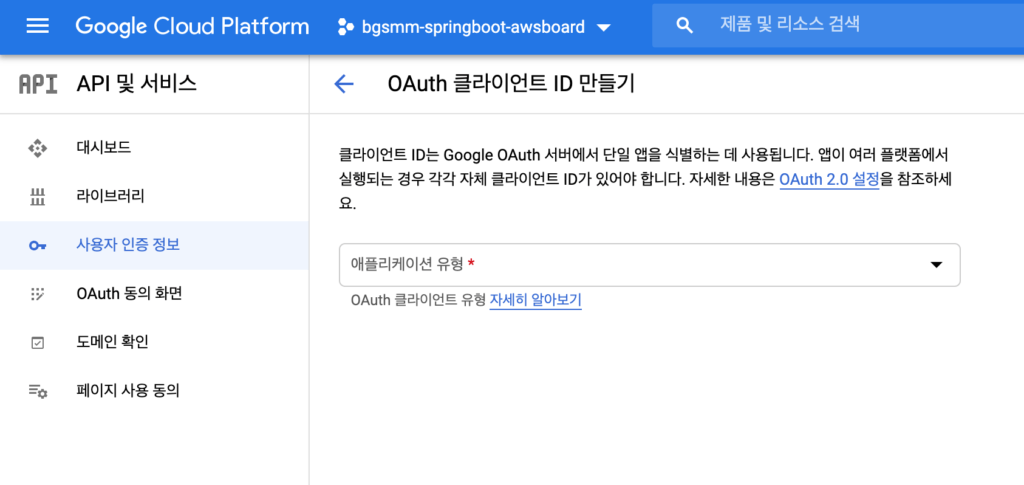 Google Cloud Platform
bgsmm-springboot-awsboard
제품 및 리소스 검색
API
API 및 서비스
OAuth 클라이언트 ID 만들기
대시보드
라이브러리
사용자 인증 정보
OAuth 동의 화면
도메인 확인
페이지 사용 동의
클라이언트 ID는 Google OAuth 서버에서 단일 앱을 식별하는 데 사용됩니다. 앱이 여러 플랫폼에서
실행되는 경우 각각 자체 클라이언트 ID가 있어야 합니다. 자세한 내용은 OAuth 2.0 설정을 참조하세
요.
애플리케이션 유형 *
OAuth 클라이언트 유형 자세히 알아보기